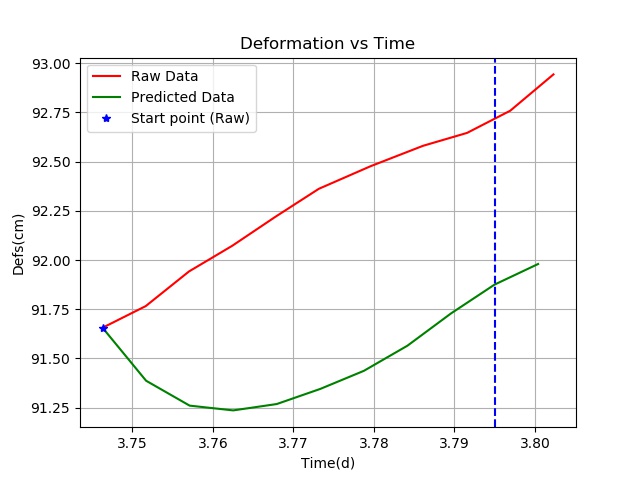 Deformation vs Time
Raw Data
Predicted Data
Start point (Raw)
93.00
92.75
92.50
92.25
92.00
91.75
91.50
91.25
Defs(cm)
3.75 3.76 3.77 3.78 3.79 3.80
Time(d)